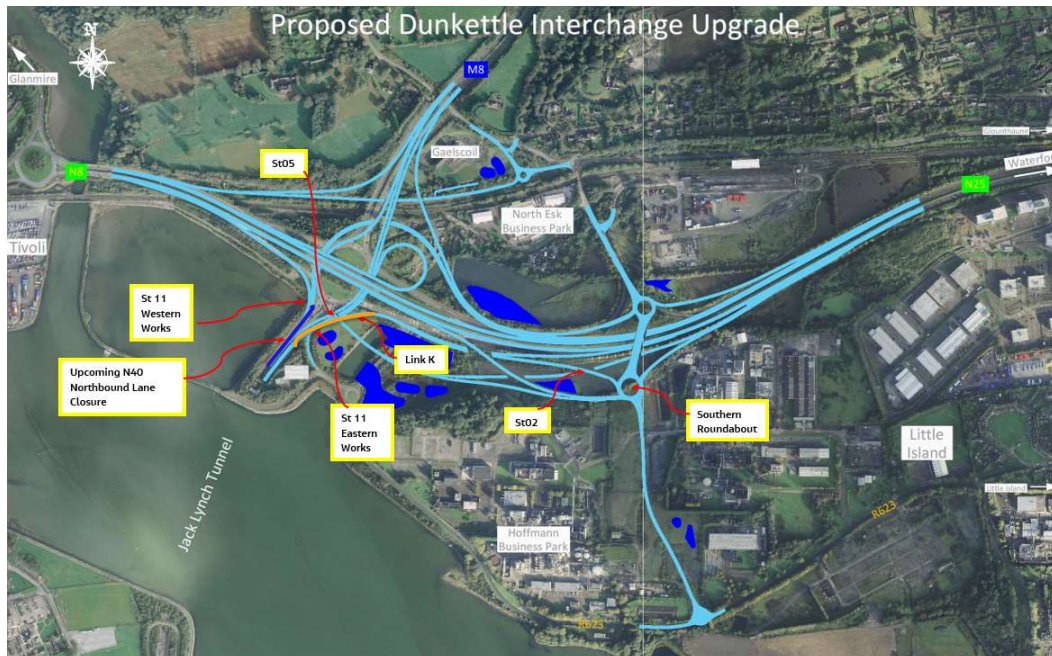 Proposed Dunkettle Interchange Upgrade
N
Glanmire
M8
St05
Gaelscoil
Glounthaune
Waterford
N8
N25
North Esk
Business Park
Tivoli
St 11
Western
Works
Link K
Upcoming N40
Northbound Lane
Closure
St 11
Eastern
Works
St02
Southern
Roundabout
Little
Island
Little Island
Jack Lynch Tunnel
R623
Hoffmann
Business Park
R623